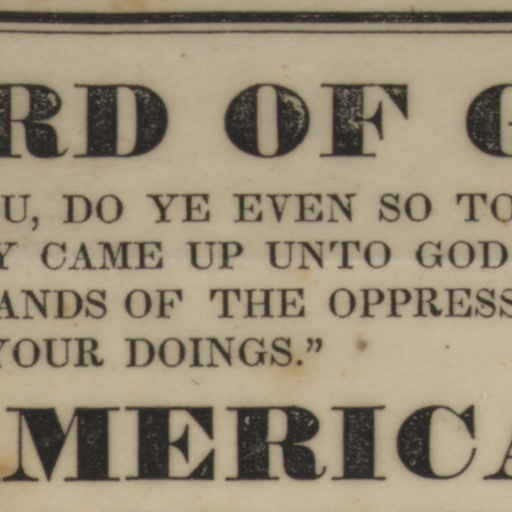 RD OF G
U, DO YE EVEN SO TO
Y CAME UP UNTO GOD
ANDS OF THE OPPRESS
YOUR DOINGS.”
MERICA